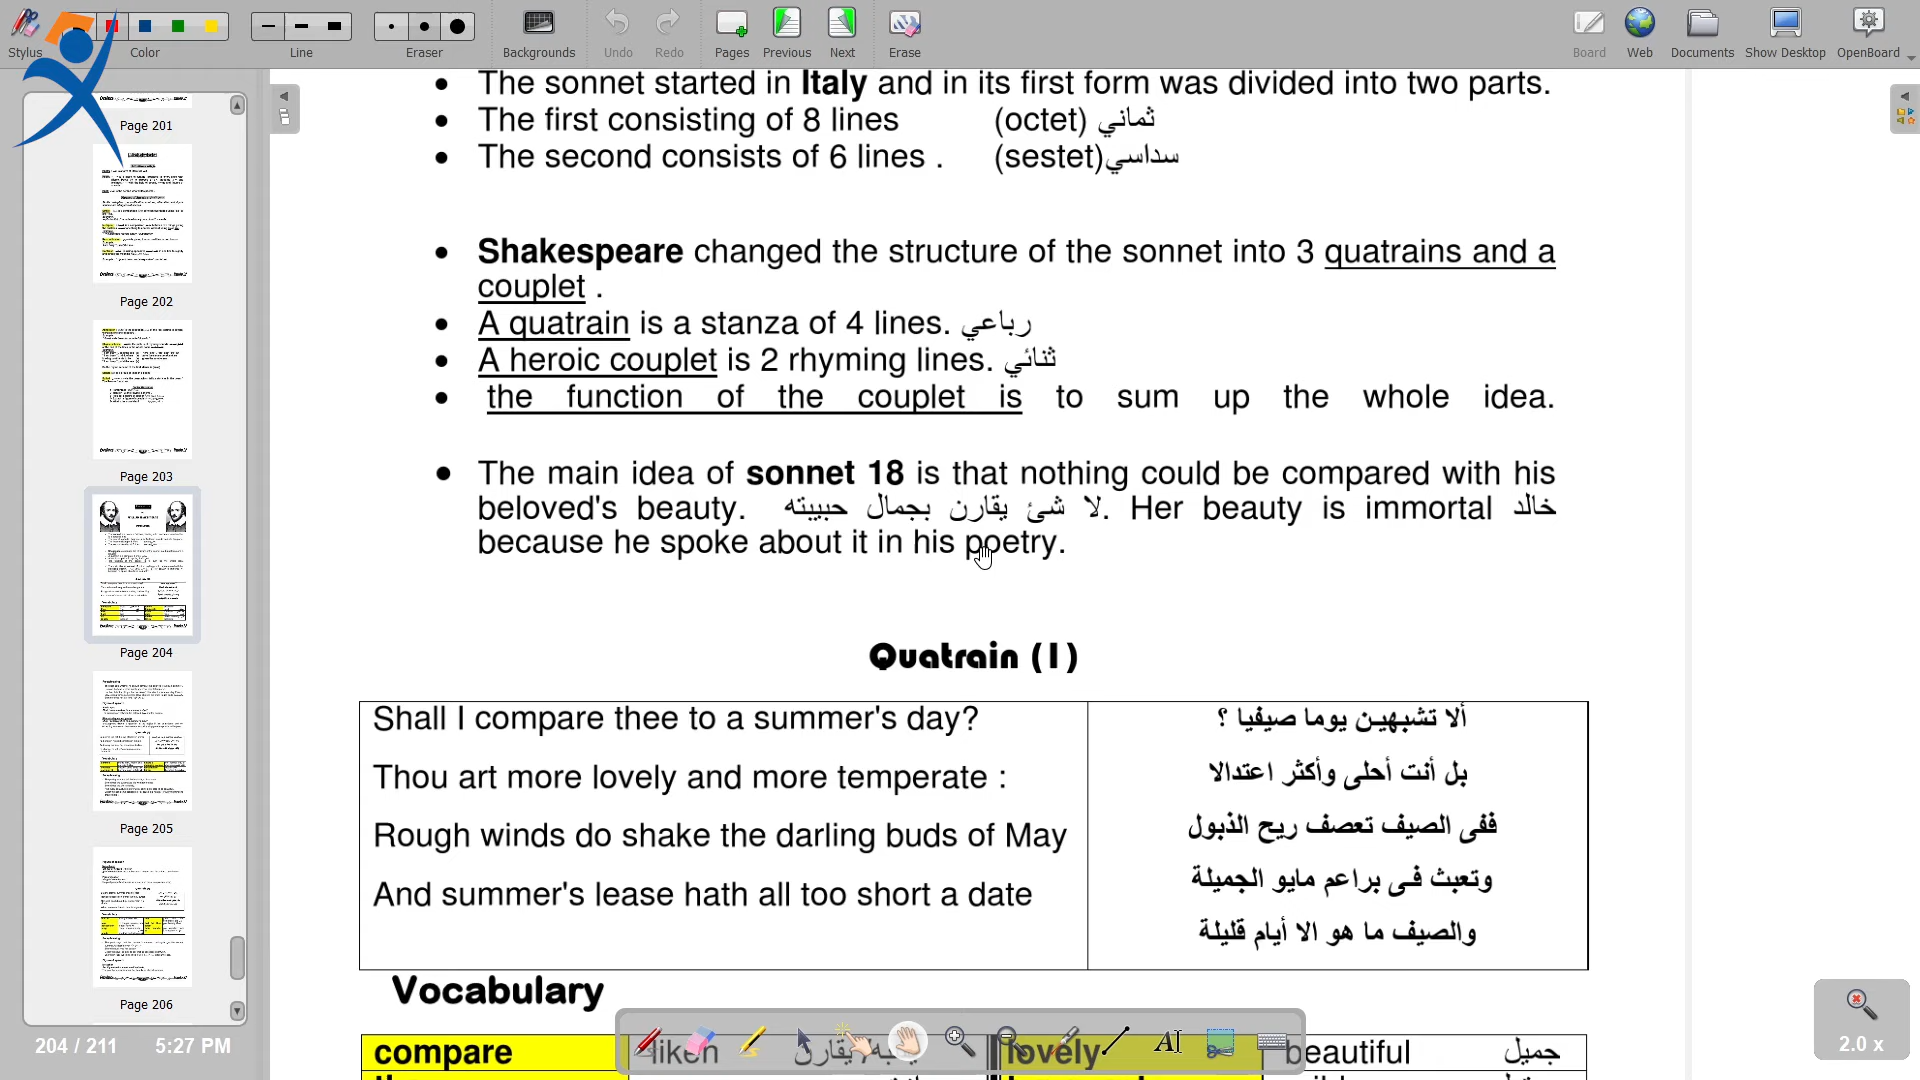 Stylus
Color
Line
Eraser
Backgrounds
Undo
Redo
Pages
Previous
Next
Erase
Board
Web
Documents
Show Desktop
OpenBoard
Page 201
Page 202
Page 203
Page 204
Page 205
Page 206
204 / 211
5:27 PM
The sonnet started in Italy and in its first form was divided into two parts.
The first consisting of 8 lines (octet) ثماني
The second consists of 6 lines . (sestet)سداسي
Shakespeare changed the structure of the sonnet into 3 quatrains and a
couplet .
A quatrain is a stanza of 4 lines. رباعي
A heroic couplet is 2 rhyming lines. ثنائي
the function of the couplet is to sum up the whole idea.
The main idea of sonnet 18 is that nothing could be compared with his
beloved's beauty. لا شئ يقارن بجمال حبيبته. Her beauty is immortal خالد
because he spoke about it in his poetry.
Quatrain (1)
Shall I compare thee to a summer's day?
Thou art more lovely and more temperate :
Rough winds do shake the darling buds of May
And summer's lease hath all too short a date
ألا تشبهين يوما صيفيا ؟
بل أنت أحلى وأكثر اعتدالا
ففى الصيف تعصف ريح الذبول
وتعبث فى براعم مايو الجميلة
والصيف ما هو الا أيام قليلة
Vocabulary
compare liken يقارن lovely beautiful جميل
2.0 x